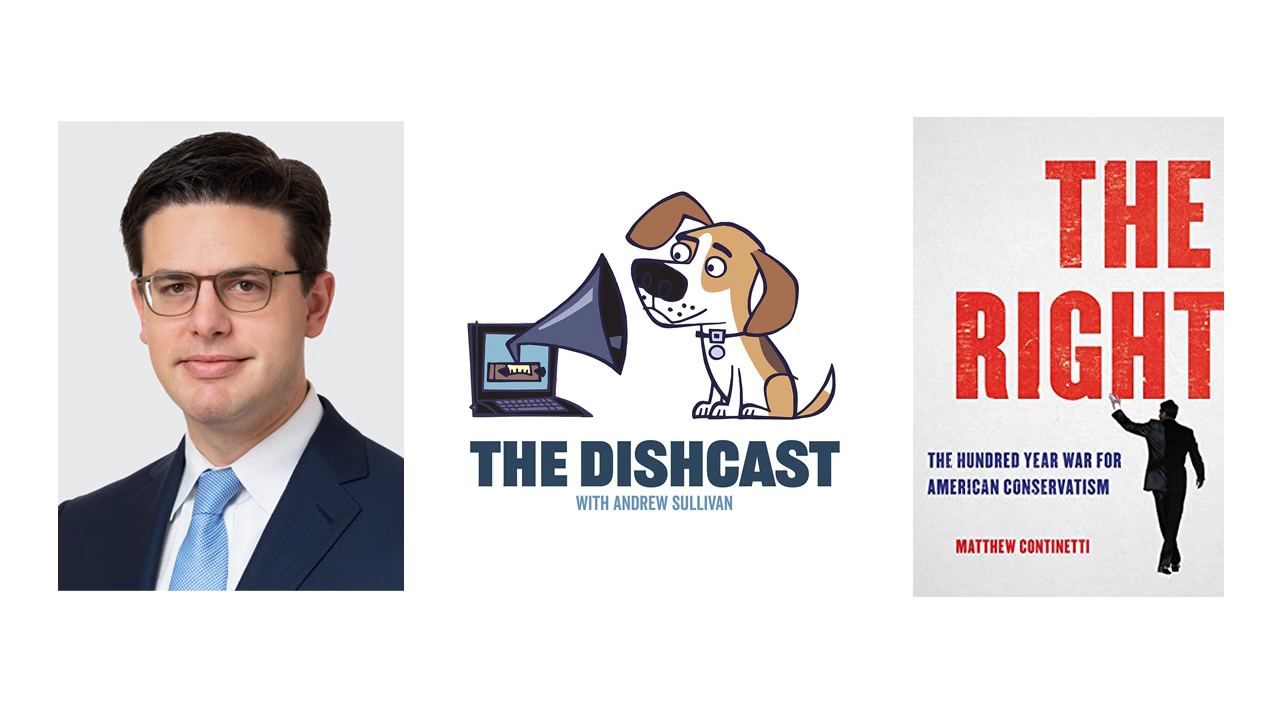 THE DISHCAST
WITH ANDREW SULLIVAN
THE
RIGHT
THE HUNDRED YEAR WAR FOR
AMERICAN CONSERVATISM
MATTHEW CONTINETTI